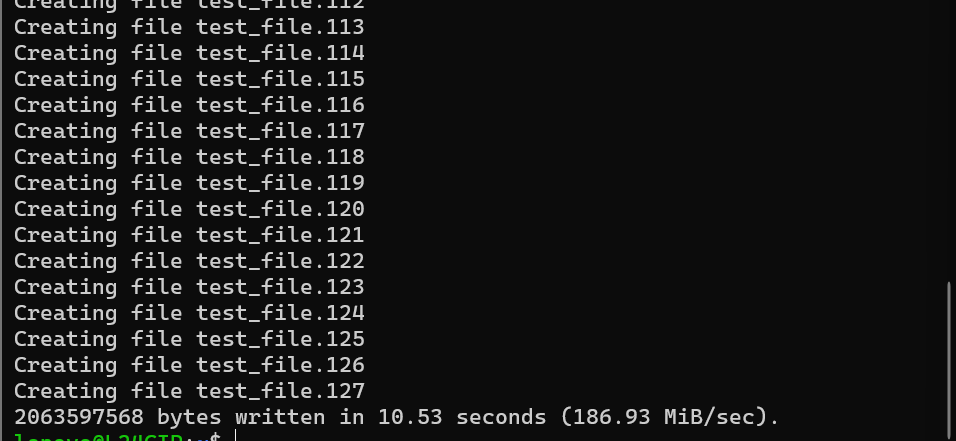 Creating file test_file.112
Creating file test_file.113
Creating file test_file.114
Creating file test_file.115
Creating file test_file.116
Creating file test_file.117
Creating file test_file.118
Creating file test_file.119
Creating file test_file.120
Creating file test_file.121
Creating file test_file.122
Creating file test_file.123
Creating file test_file.124
Creating file test_file.125
Creating file test_file.126
Creating file test_file.127
2063597568 bytes written in 10.53 seconds (186.93 MiB/sec).